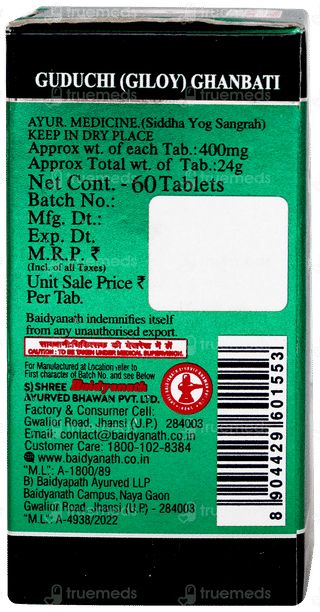 truemeds
GUDUCHI (GILOY) GHANBATI
AYUR. MEDICINE.(Siddha Yog Sangrah)
KEEP IN DRY PLACE
Approx wt. of each Tab.:400mg
Approx Total wt. of Tab.:24g
Net Cont. - 60 Tablets
Batch No.:
Mfg. Dt.:
Exp. Dt.
M.R.P. ₹
(Incl. of all Taxes)
Unit Sale Price ₹
Per Tab.
Baidyanath indemnifies itself
from any unauthorised export.
सावधानी:चिकित्सक की देखरेख में लें
CAUTION : TO BE TAKEN UNDER MEDICAL SUPERVISION.
For Manufactured at Location refer to
First character of Batch No. and see Below
S) SHREE Baidyanath
AYURVED BHAWAN PVT. LTD.
Factory & Consumer Cell:
Gwalior Road, Jhansi (U.P.) 284003
Email: contact@baidyanath.co.in
Customer Care: 1800-102-8384
www.baidyanath.co.in
"M.L": A-1800/89
B) Baidyapath Ayurved LLP
Baidyanath Campus, Naya Gaon
Gwalior Road, Jhansi (U.P) - 284003
"M.L": A-4938/2022
8 904429 601553